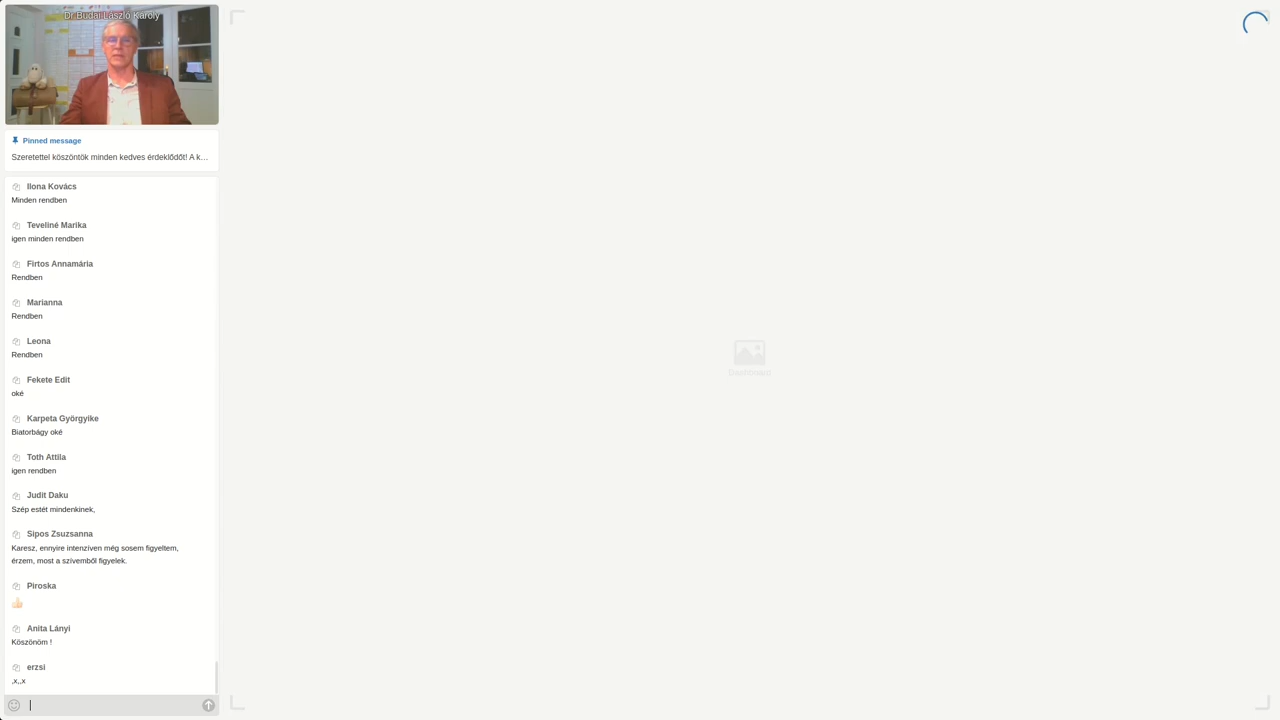 Dr Budai László Károly
Pinned message
Szeretettel köszöntök minden kedves érdeklődőt! A k…
Ilona Kovács
Minden rendben
Teveliné Marika
igen minden rendben
Firtos Annamária
Rendben
Marianna
Rendben
Leona
Rendben
Fekete Edit
oké
Karpeta Györgyike
Biatorbágy oké
Toth Attila
igen rendben
Judit Daku
Szép estét mindenkinek,
Sipos Zsuzsanna
Karesz, ennyire intenzíven még sosem figyeltem,
érzem, most a szívemből figyelek.
Piroska
Anita Lányi
Köszönöm !
erzsi
,x,,x
Dashboard